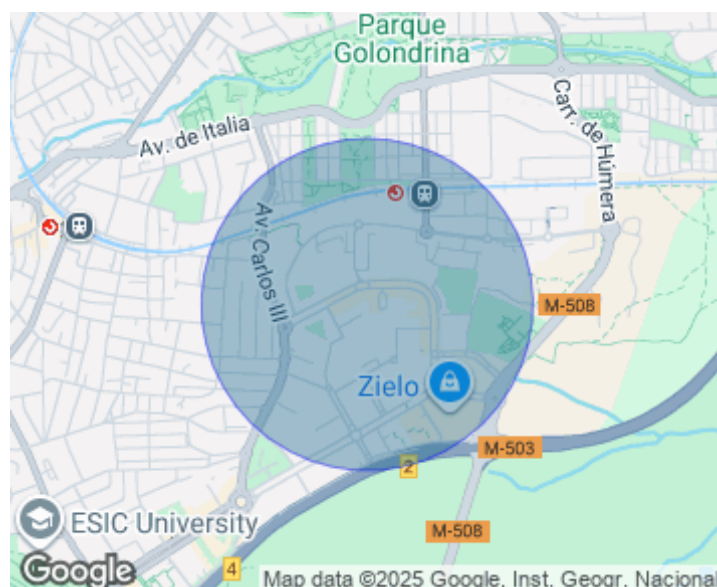 Parque
Golondrina
Av. de Italia
Carr. de Húmera
Av. Carlos III
M-508
Zielo
M-503
2
ESIC University
M-508
4
Google
Map data ©2025 Google, Inst. Geogr. Nacional